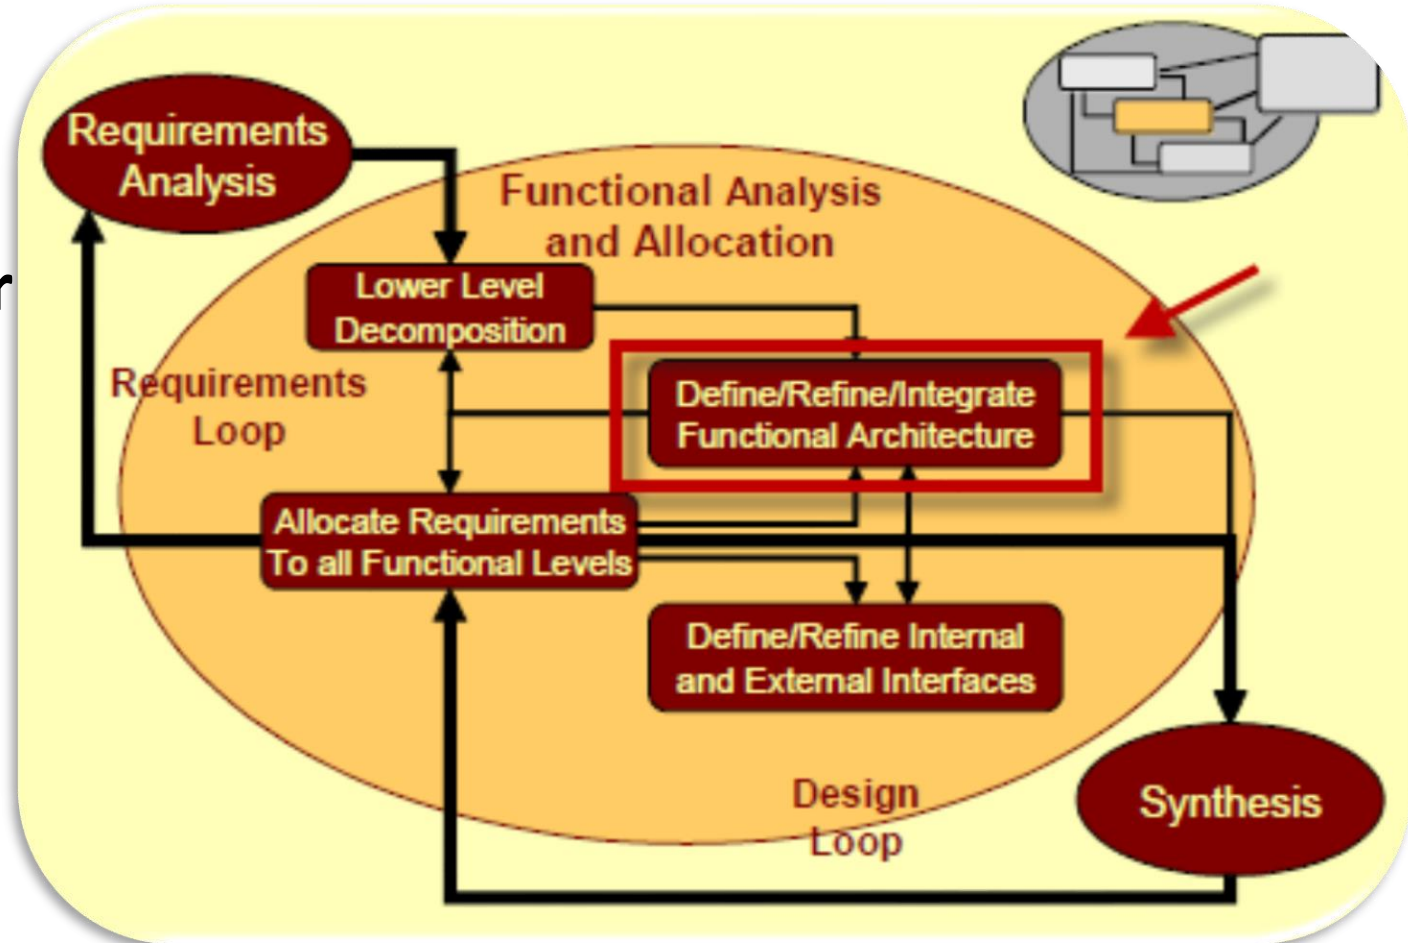 Requirements
Analysis
Functional Analysis
and Allocation
Lower Level
Decomposition
Requirements
Loop
Define/Refine/Integrate
Functional Architecture
Allocate Requirements
To all Functional Levels
Define/Refine Internal
and External Interfaces
Design
Loop
Synthesis